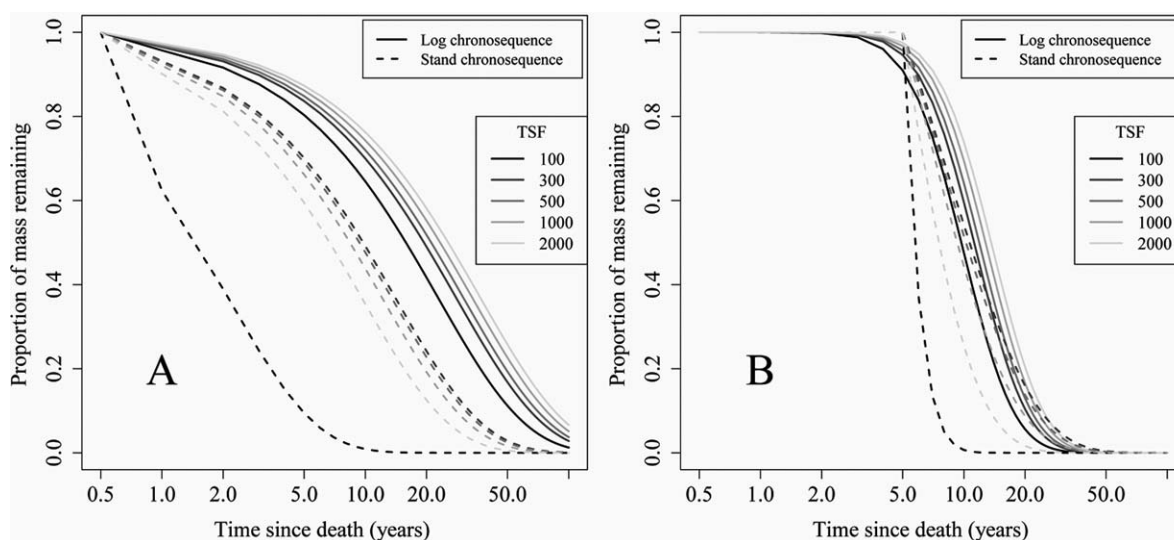 Proportion of mass remaining
1.0
0.8
0.6
0.4
0.2
0.0
Log chronosequence
Stand chronosequence
TSF
100
300
500
1000
2000
A
0.5 1.0 2.0 5.0 10.0 20.0 50.0
Time since death (years)
Proportion of mass remaining
1.0
0.8
0.6
0.4
0.2
0.0
Log chronosequence
Stand chronosequence
TSF
100
300
500
1000
2000
B
0.5 1.0 2.0 5.0 10.0 20.0 50.0
Time since death (years)